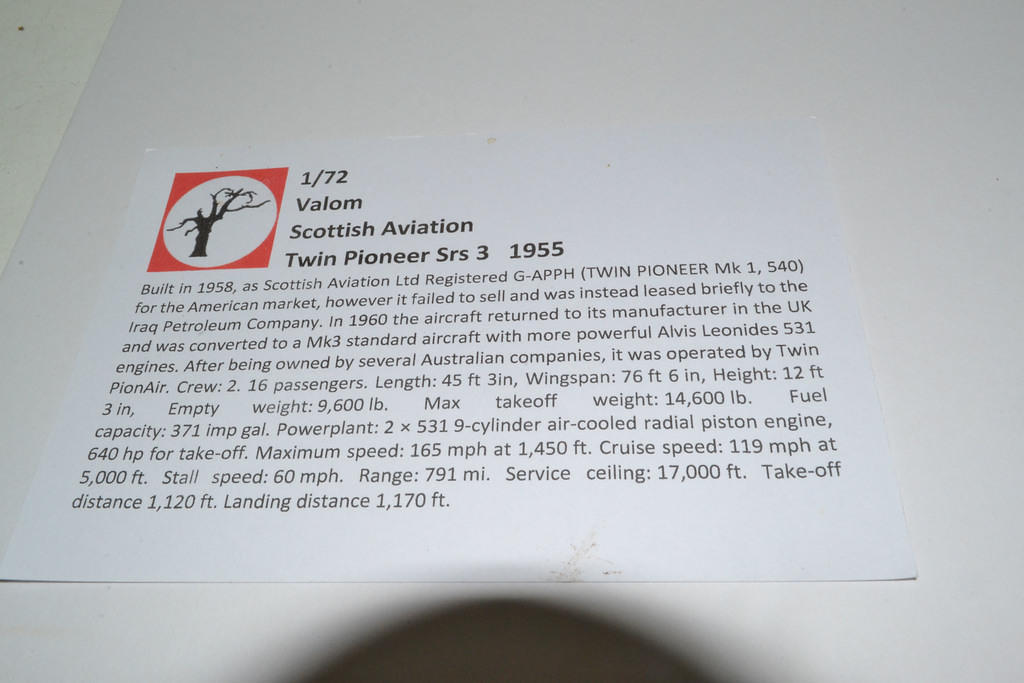 1/72
Valom
Scottish Aviation
Twin Pioneer Srs 3 1955
Built in 1958, as Scottish Aviation Ltd Registered G-APPH (TWIN PIONEER Mk 1, 540)
for the American market, however it failed to sell and was instead leased briefly to the
Iraq Petroleum Company. In 1960 the aircraft returned to its manufacturer in the UK
and was converted to a Mk3 standard aircraft with more powerful Alvis Leonides 531
engines. After being owned by several Australian companies, it was operated by Twin
PionAir. Crew: 2. 16 passengers. Length: 45 ft 3in, Wingspan: 76 ft 6 in, Height: 12 ft
3 in, Empty weight: 9,600 lb. Max takeoff weight: 14,600 lb. Fuel
capacity: 371 imp gal. Powerplant: 2 × 531 9-cylinder air-cooled radial piston engine,
640 hp for take-off. Maximum speed: 165 mph at 1,450 ft. Cruise speed: 119 mph at
5,000 ft. Stall speed: 60 mph. Range: 791 mi. Service ceiling: 17,000 ft. Take-off
distance 1,120 ft. Landing distance 1,170 ft.